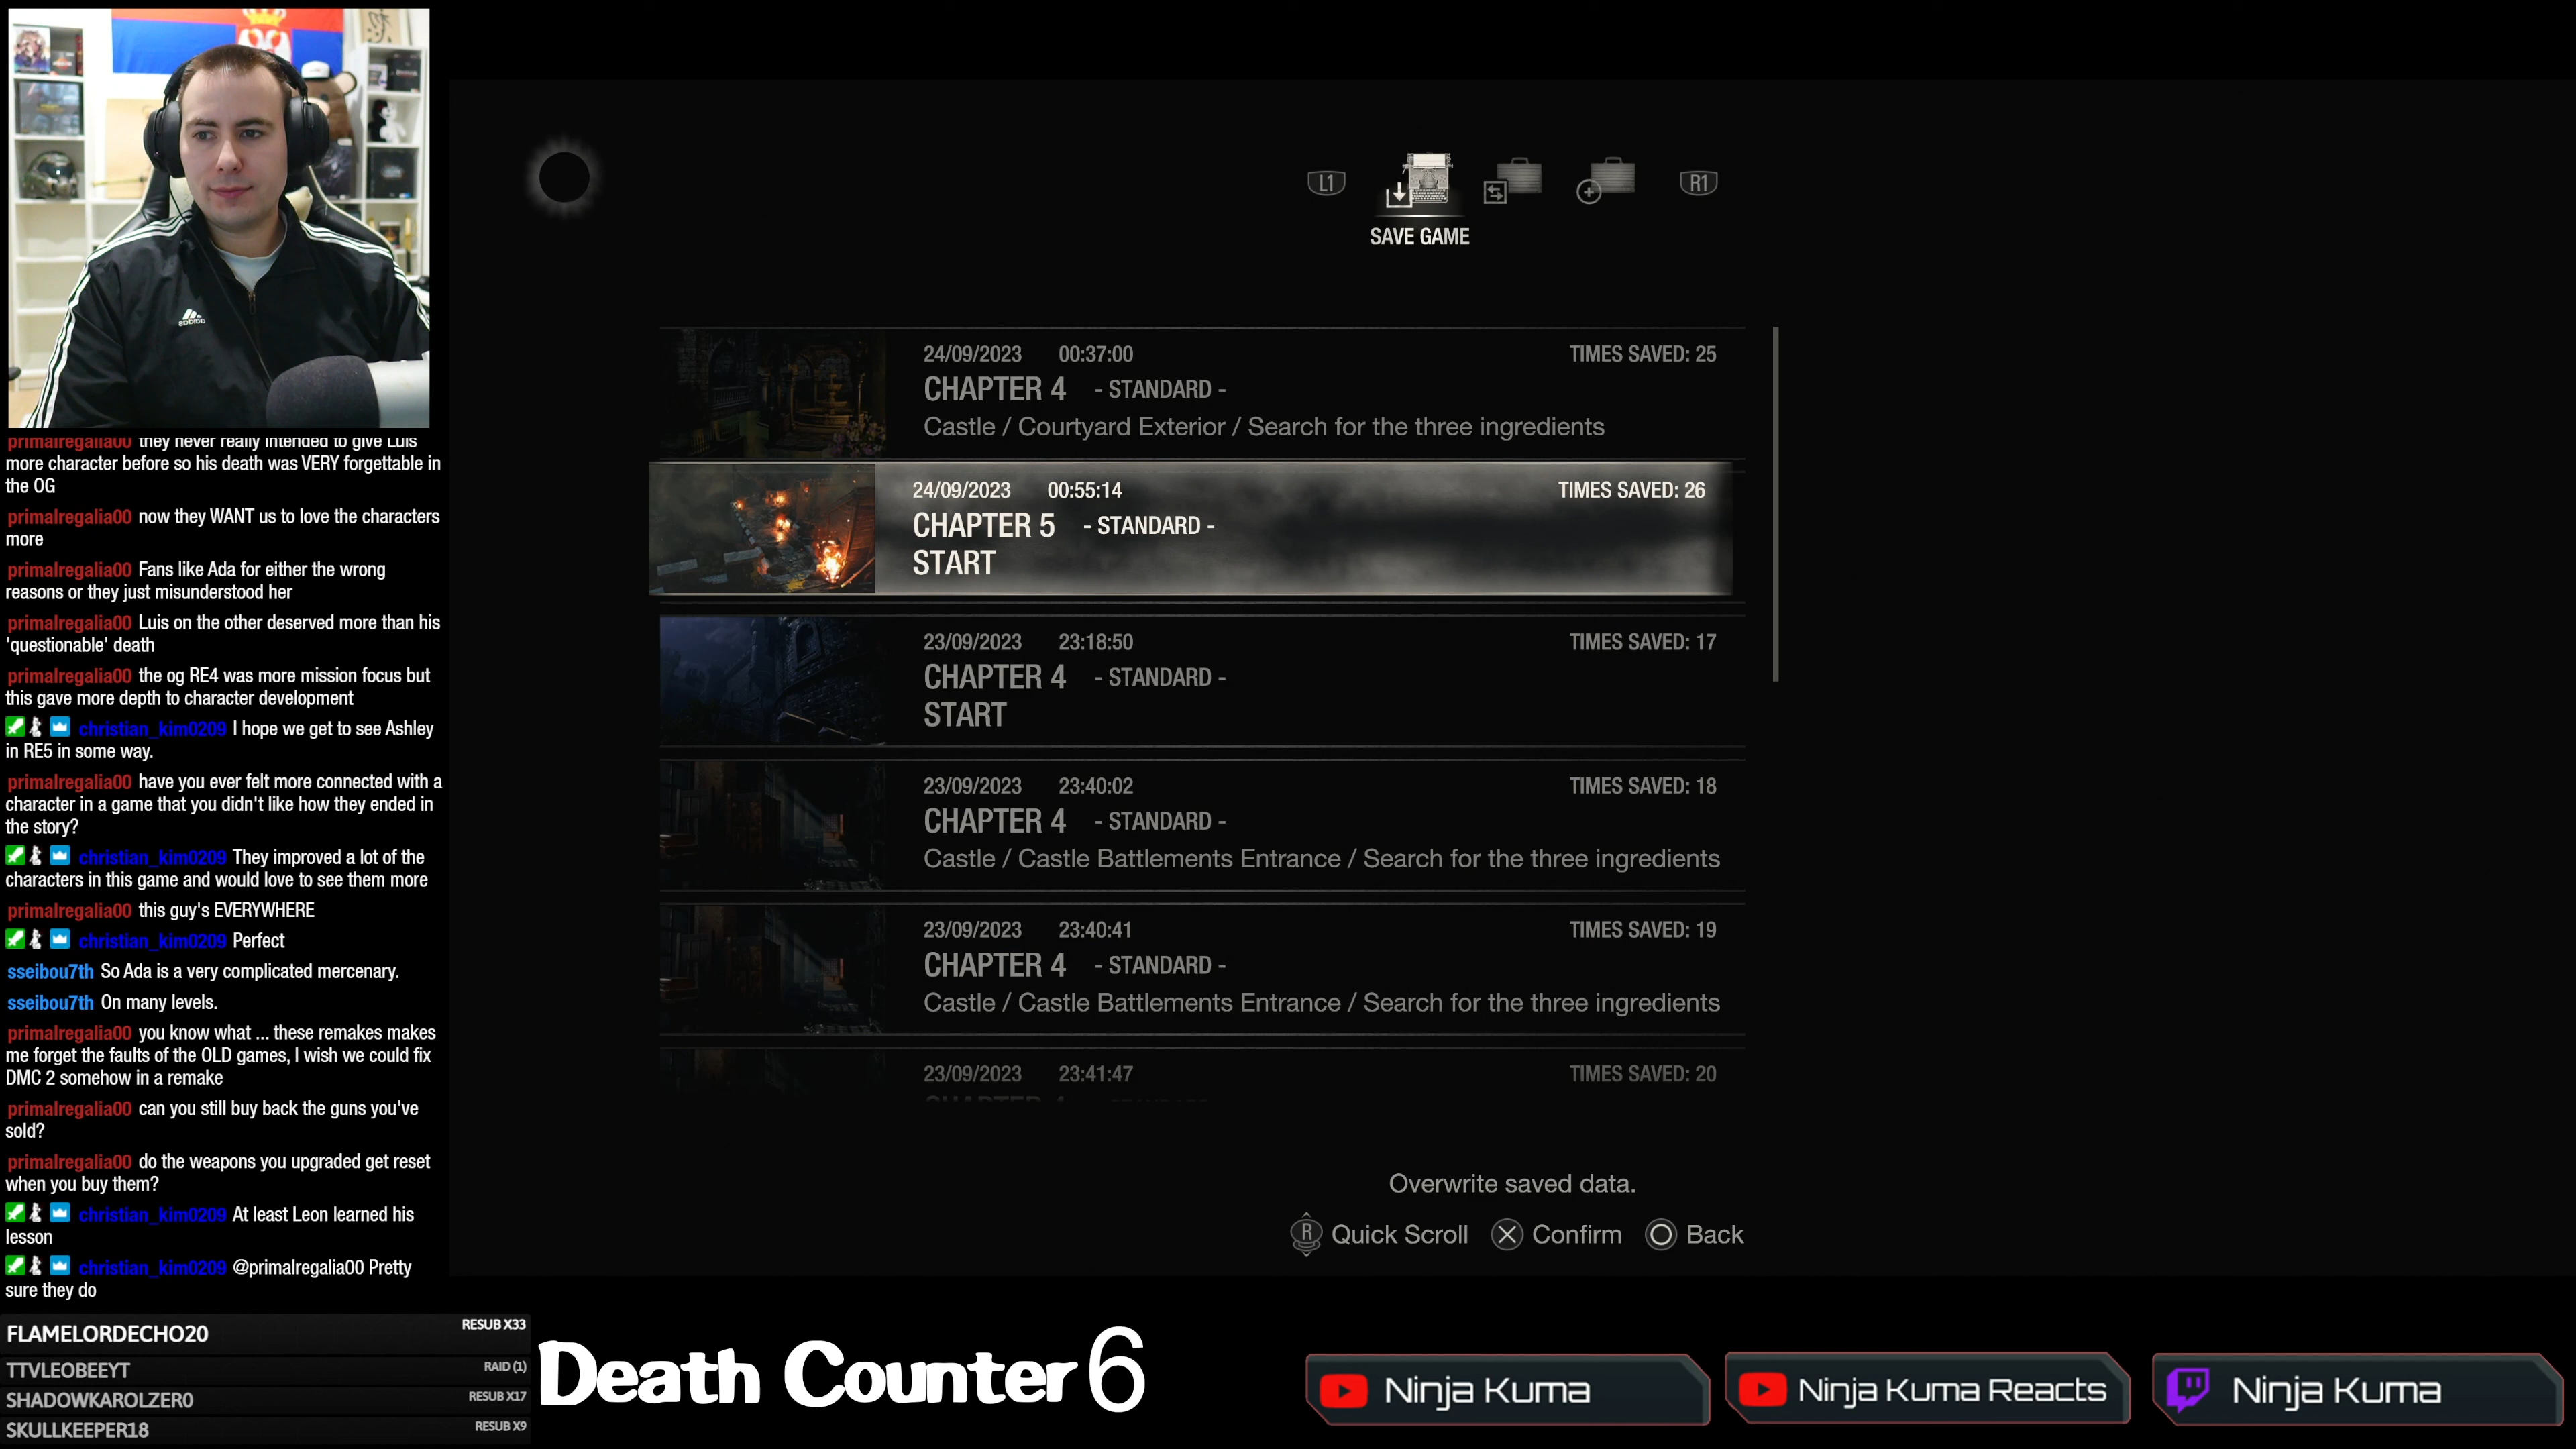 adidas
primalregalia00 they never really intended to give Luis
more character before so his death was VERY forgettable in
the OG
primalregalia00 now they WANT us to love the characters
more
primalregalia00 Fans like Ada for either the wrong
reasons or they just misunderstood her
primalregalia00 Luis on the other deserved more than his
'questionable' death
primalregalia00 the og RE4 was more mission focus but
this gave more depth to character development
christian_kim0209 I hope we get to see Ashley
in RE5 in some way.
primalregalia00 have you ever felt more connected with a
character in a game that you didn't like how they ended in
the story?
christian_kim0209 They improved a lot of the
characters in this game and would love to see them more
primalregalia00 this guy's EVERYWHERE
christian_kim0209 Perfect
sseibou7th So Ada is a very complicated mercenary.
sseibou7th On many levels.
primalregalia00 you know what ... these remakes makes
me forget the faults of the OLD games, I wish we could fix
DMC 2 somehow in a remake
primalregalia00 can you still buy back the guns you've
sold?
primalregalia00 do the weapons you upgraded get reset
when you buy them?
christian_kim0209 At least Leon learned his
lesson
christian_kim0209 @primalregalia00 Pretty
sure they do
L1
R1
SAVE GAME
24/09/2023 00:37:00 TIMES SAVED: 25
CHAPTER 4 - STANDARD -
Castle / Courtyard Exterior / Search for the three ingredients
24/09/2023 00:55:14 TIMES SAVED: 26
CHAPTER 5 - STANDARD -
START
23/09/2023 23:18:50 TIMES SAVED: 17
CHAPTER 4 - STANDARD -
START
23/09/2023 23:40:02 TIMES SAVED: 18
CHAPTER 4 - STANDARD -
Castle / Castle Battlements Entrance / Search for the three ingredients
23/09/2023 23:40:41 TIMES SAVED: 19
CHAPTER 4 - STANDARD -
Castle / Castle Battlements Entrance / Search for the three ingredients
23/09/2023 23:41:47 TIMES SAVED: 20
Overwrite saved data.
R Quick Scroll Confirm Back
FLAMELORDECHO20 RESUB X33
TTVLEOBEEYT RAID (1)
SHADOWKAROLZER0 RESUB X17
SKULLKEEPER18 RESUB X9
Death Counter 6
Ninja Kuma
Ninja Kuma Reacts
Ninja Kuma